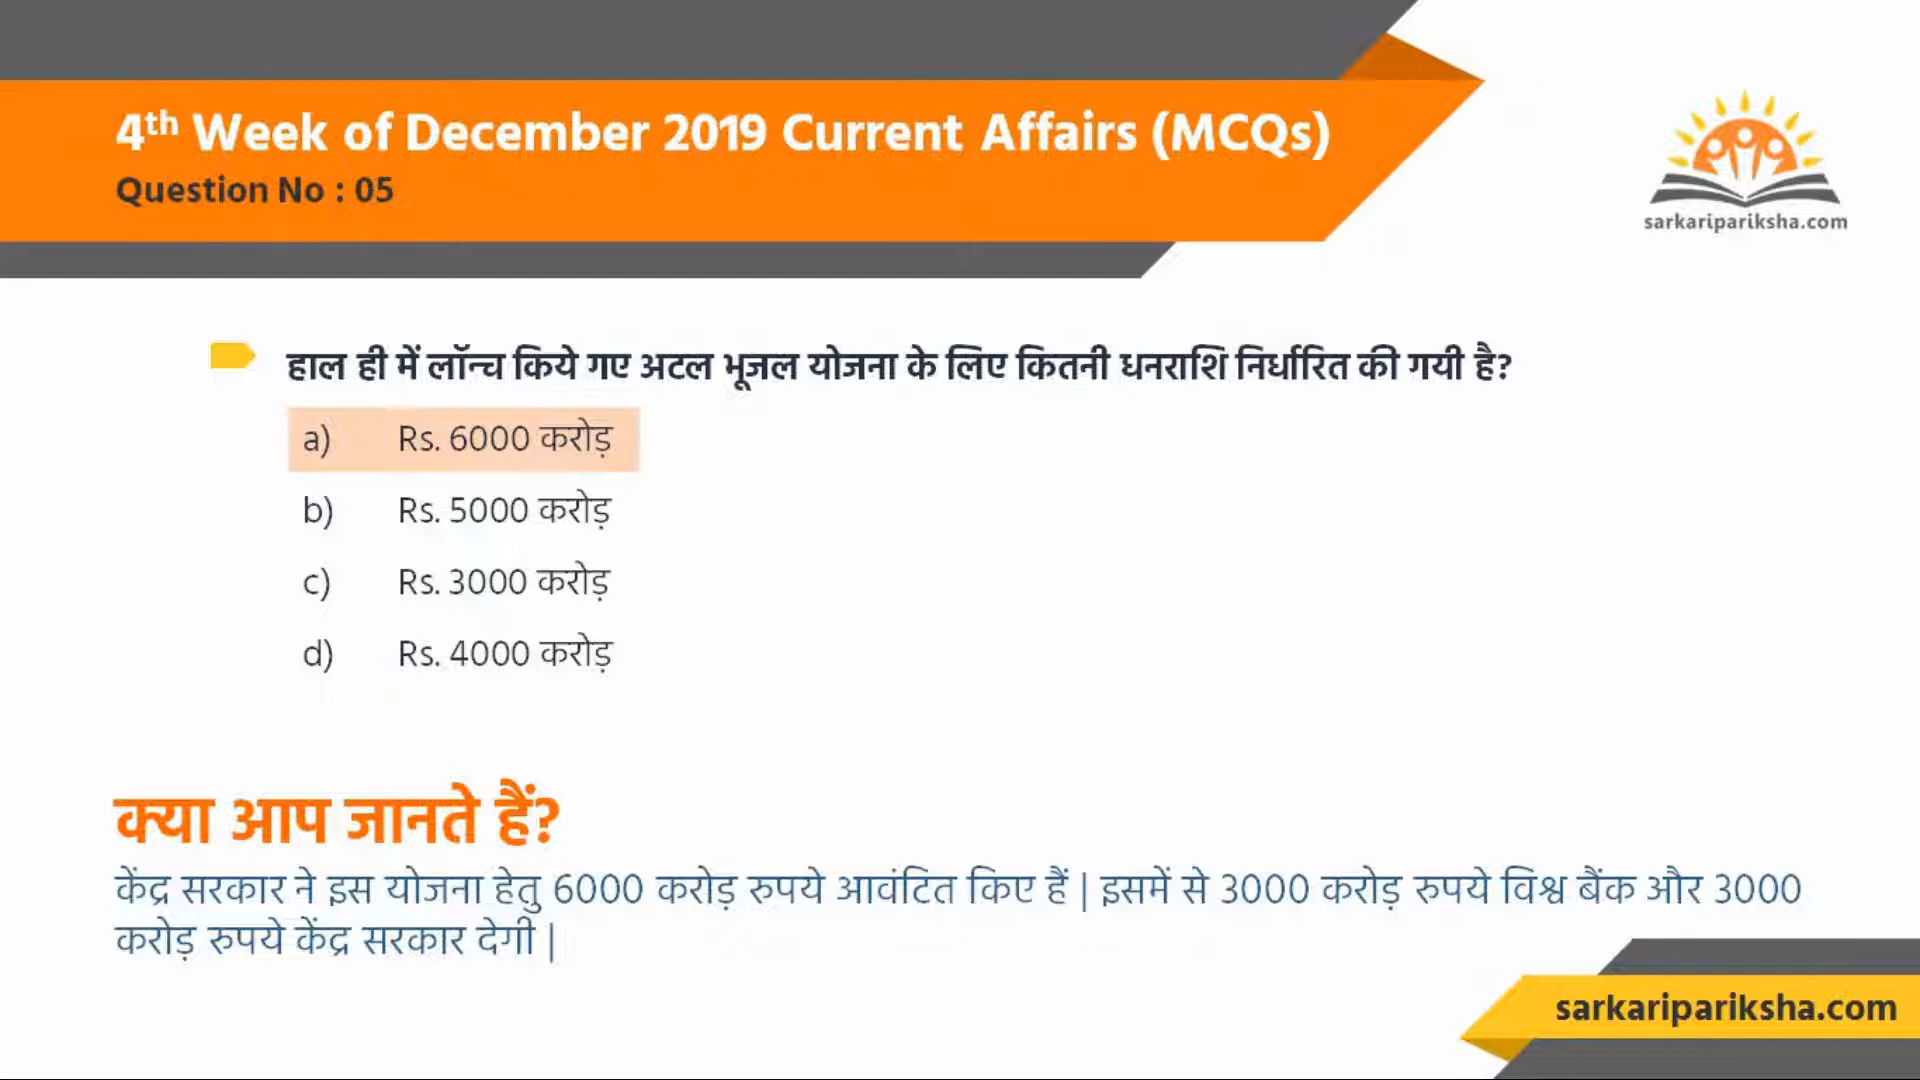 4th Week of December 2019 Current Affairs (MCQs)
Question No : 05
sarkaripariksha.com
हाल ही में लॉन्च किये गए अटल भूजल योजना के लिए कितनी धनराशि निर्धारित की गयी है?
a) Rs. 6000 करोड़
b) Rs. 5000 करोड़
c) Rs. 3000 करोड़
d) Rs. 4000 करोड़
क्या आप जानते हैं?
केंद्र सरकार ने इस योजना हेतु 6000 करोड़ रुपये आवंटित किए हैं | इसमें से 3000 करोड़ रुपये विश्व बैंक और 3000
करोड़ रुपये केंद्र सरकार देगी |
sarkaripariksha.com